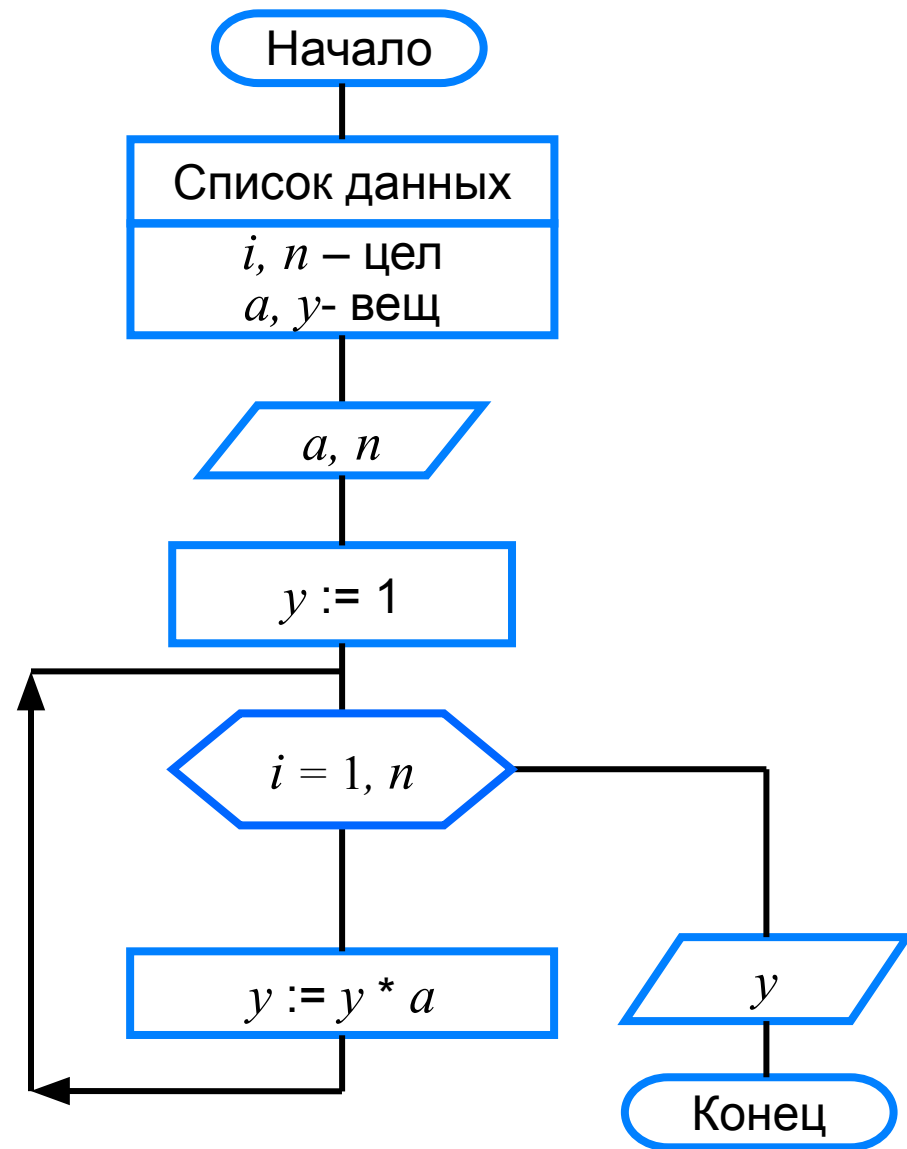 Начало
Список данных
i, n – цел
a, y- вещ
a, n
y := 1
i = 1, n
y := y * a
y
Конец